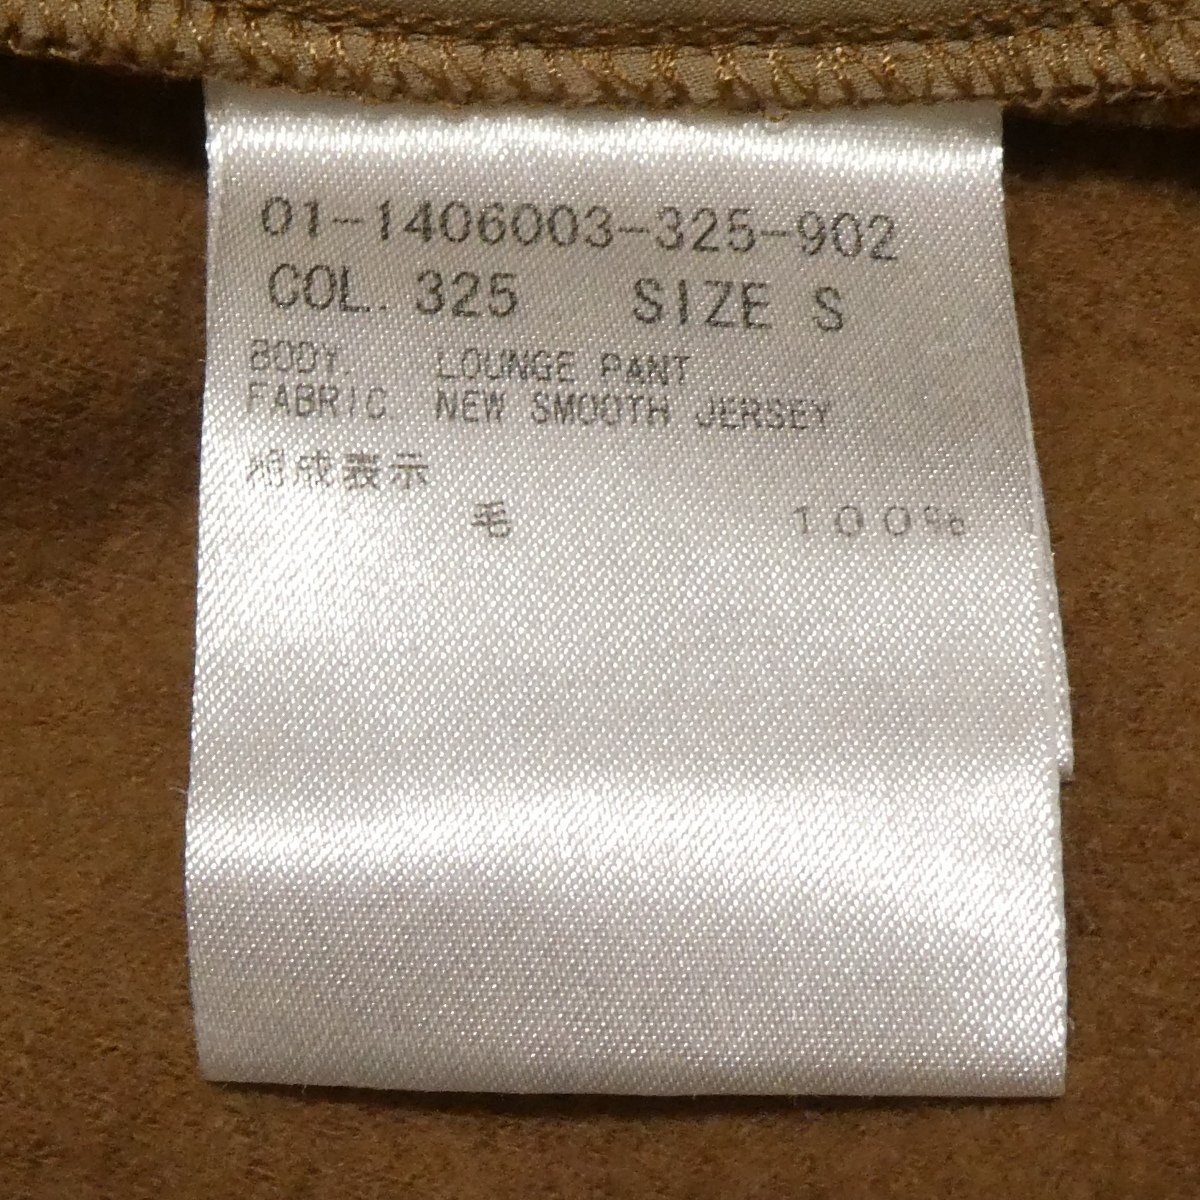 01-1406003-325-902
COL. 325 SIZE S
BODY. LOUNGE PANT
FABRIC. NEW SMOOTH JERSEY
組成表示
毛 100%